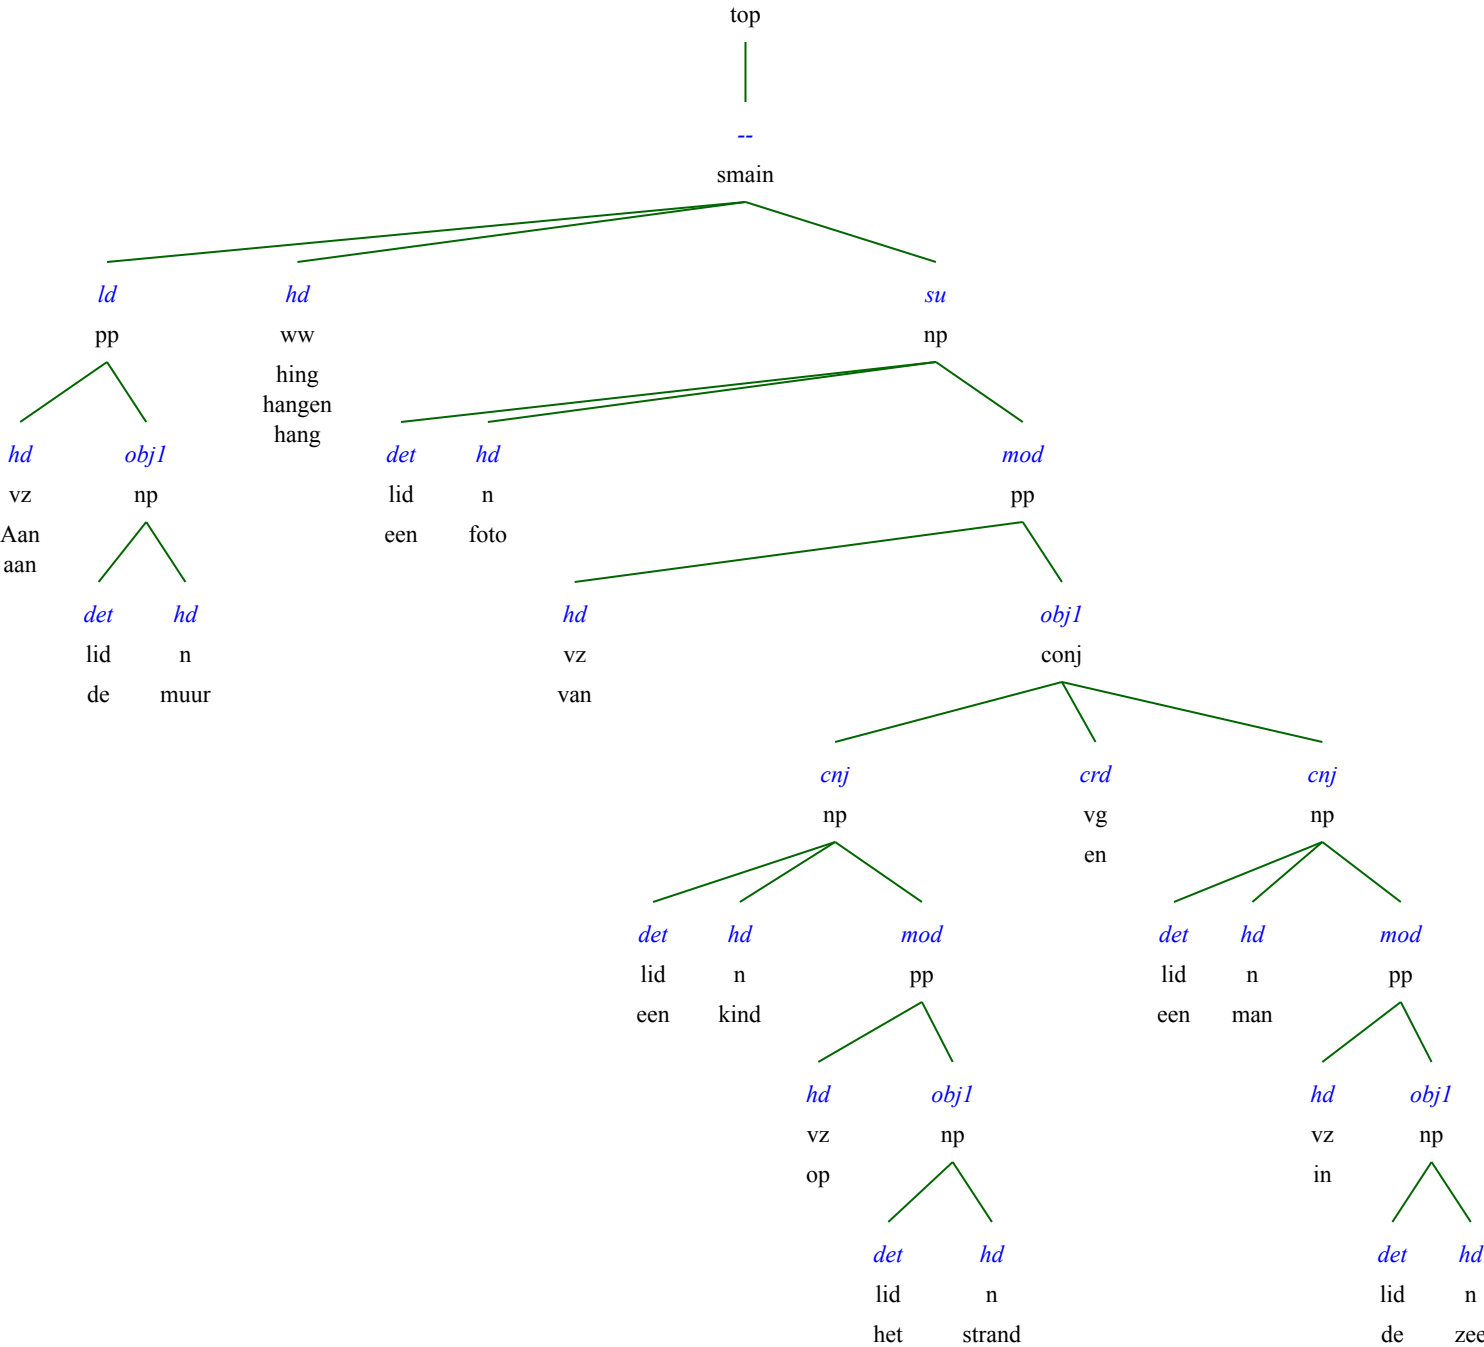 top
--
smain
ld hd su
pp ww np
hing
hangen
hang
hd obj1 det hd mod
vz np lid n pp
Aan een foto
aan
det hd hd obj1
lid n vz conj
de muur van
cnj crd cnj
np vg np
en
det hd mod det hd mod
lid n pp lid n pp
een kind een man
hd obj1 hd obj1
vz np vz np
op in
det hd det hd
lid n lid n
het strand de zee